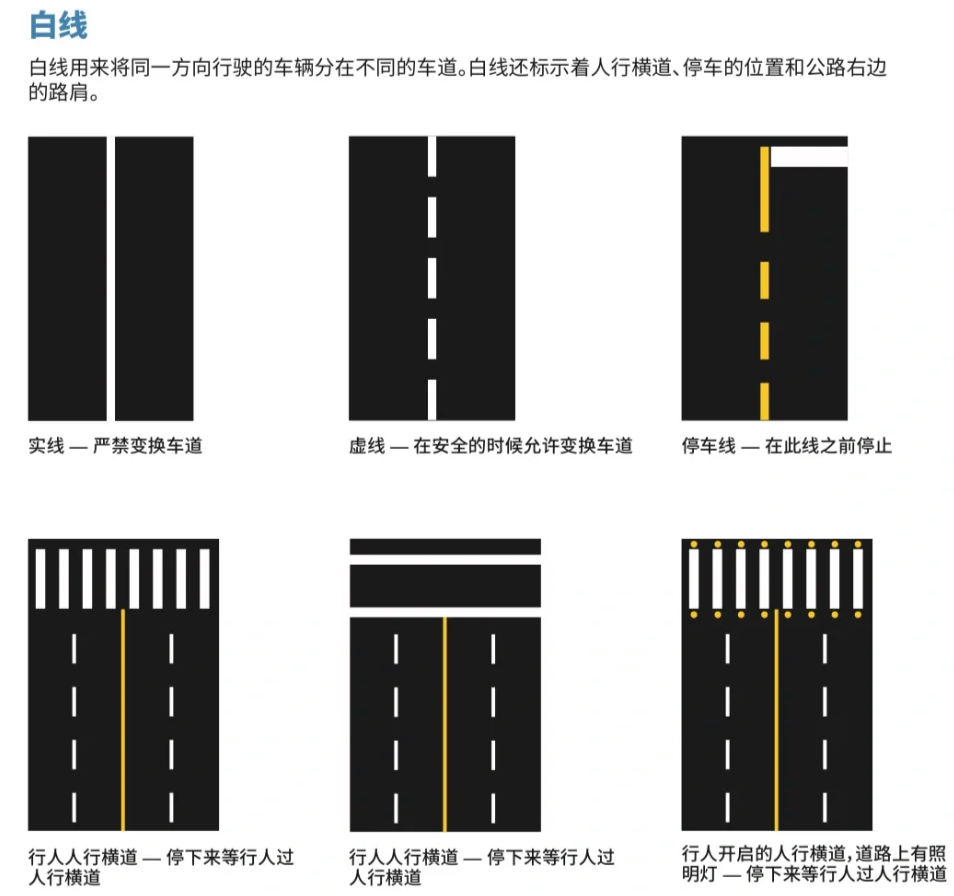 白线
白线用来将同一方向行驶的车辆分在不同的车道。白线还标示着人行横道、停车的位置和公路右边
的路肩。
实线 — 严禁变换车道
虚线 — 在安全的时候允许变换车道
停车线 — 在此线之前停止
行人人行横道 — 停下来等行人过
人行横道
行人人行横道 — 停下来等行人过
人行横道
行人开启的人行横道，道路上有照
明灯 — 停下来等行人过人行横道